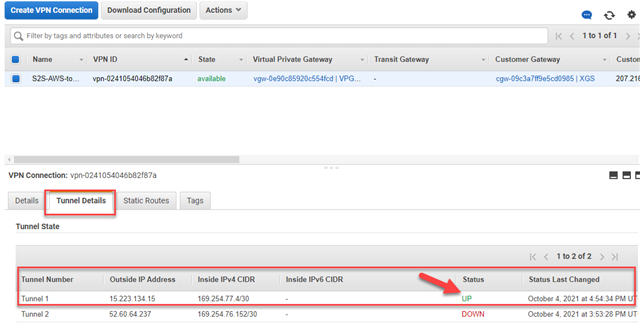 Create VPN Connection Download Configuration Actions
Filter by tags and attributes or search by keyword 1 to 1 of 1
Name VPN ID State Virtual Private Gateway Transit Gateway Customer Gateway Custom
S2S-AWS-to... vpn-0241054046b82f87a available vgw-0e90c85920c554fcd | VPG... - cgw-09c3a7ff9e5cd0985 | XGS 207.216
VPN Connection: vpn-0241054046b82f87a
Details Tunnel Details Static Routes Tags
Tunnel State
1 to 2 of 2
Tunnel Number Outside IP Address Inside IPv4 CIDR Inside IPv6 CIDR Status Status Last Changed
Tunnel 1 15.223.134.15 169.254.77.4/30 - UP October 4, 2021 at 4:54:34 PM UT
Tunnel 2 52.60.64.237 169.254.76.152/30 - DOWN October 4, 2021 at 3:53:28 PM UT